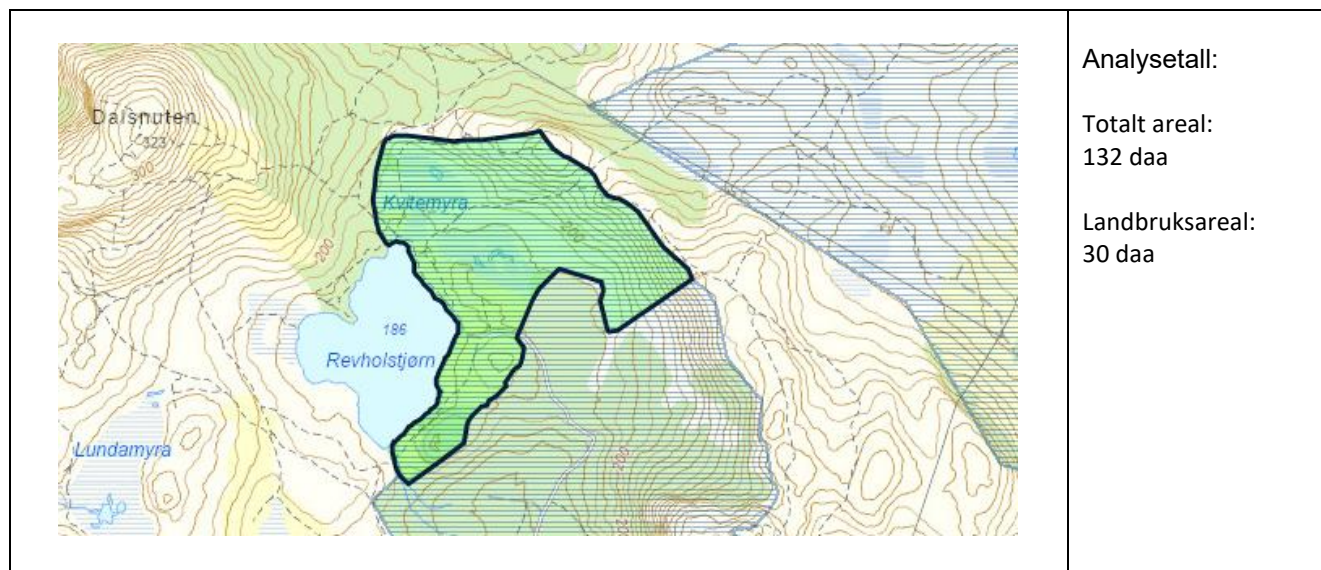 Dalsnuten
323
300
Kvitemyra
200
200
186
Revholstjørn
Lundamyra
200
Analysetall:
Totalt areal:
132 daa
Landbruksareal:
30 daa